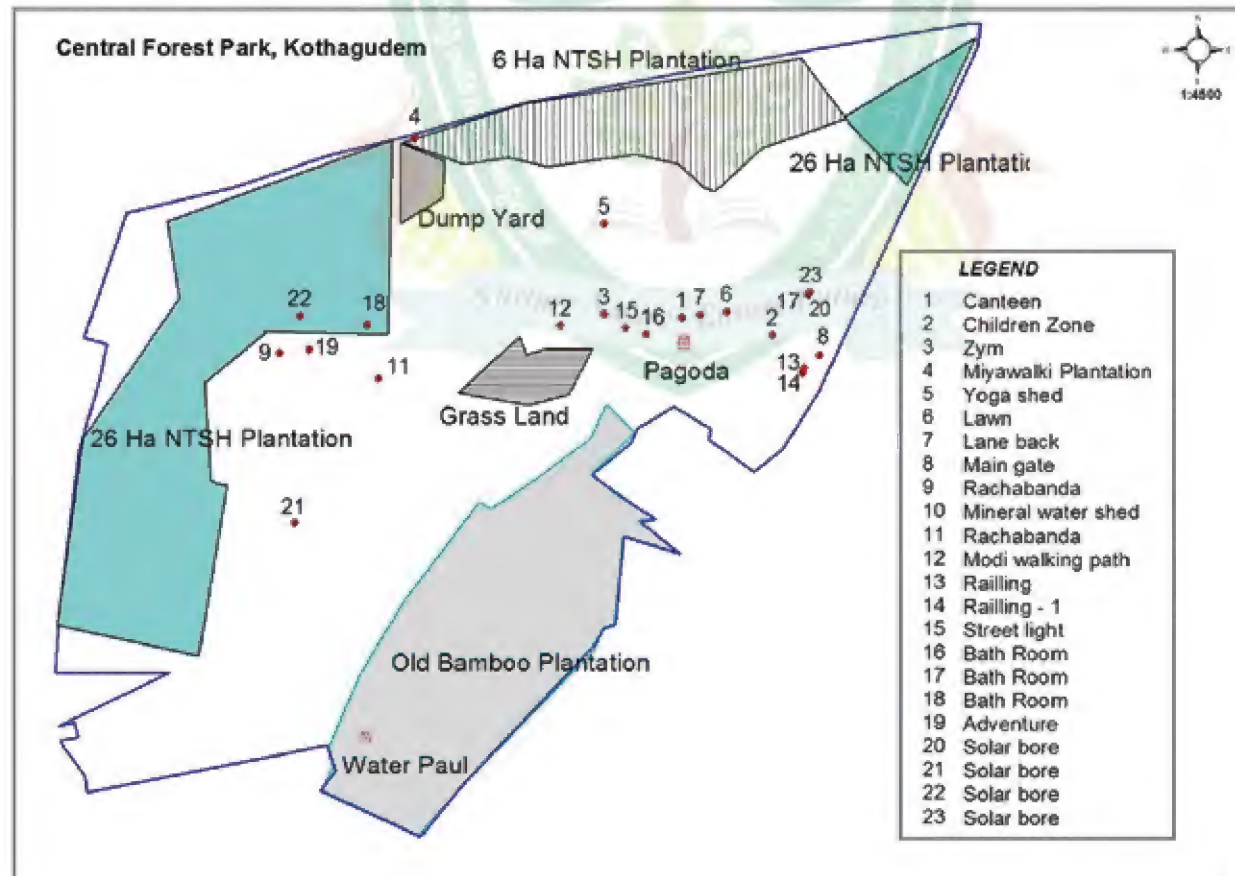 Central Forest Park, Kothagudem
6 Ha NTSH Plantation
1:4500
4
26 Ha NTSH Plantatic
Dump Yard
5
22
18
12
3
15
16
1
7
6
17
23
20
2
8
9
19
11
Pagoda
13
14
Grass Land
26 Ha NTSH Plantation
21
Old Bamboo Plantation
Water Paul
LEGEND
1 Canteen
2 Children Zone
3 Zym
4 Miyawalki Plantation
5 Yoga shed
6 Lawn
7 Lane back
8 Main gate
9 Rachabanda
10 Mineral water shed
11 Rachabanda
12 Modi walking path
13 Railling
14 Railling - 1
15 Street light
16 Bath Room
17 Bath Room
18 Bath Room
19 Adventure
20 Solar bore
21 Solar bore
22 Solar bore
23 Solar bore